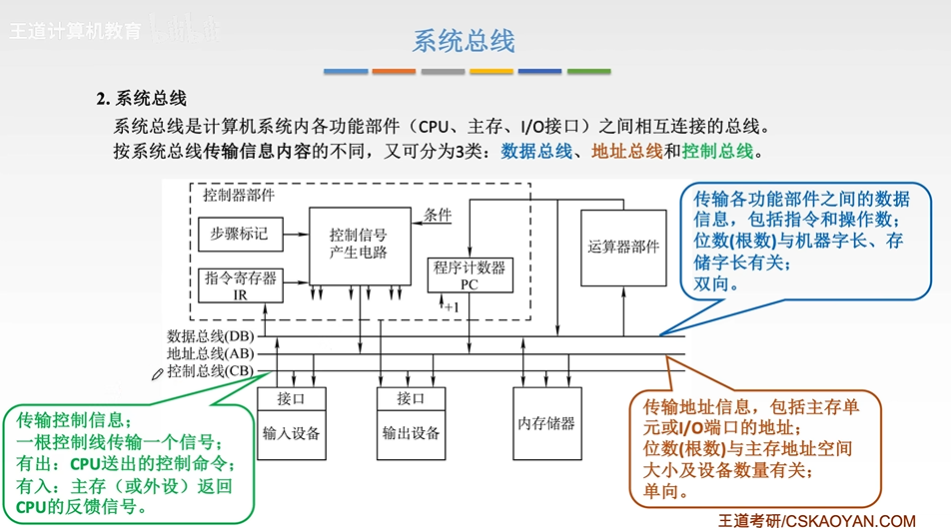 王道计算机教育
系统总线
2. 系统总线
系统总线是计算机系统内各功能部件（CPU、主存、I/O接口）之间相互连接的总线。
按系统总线传输信息内容的不同，又可分为3类：数据总线、地址总线和控制总线。
控制器部件
步骤标记
控制信号
产生电路
条件
指令寄存器
IR
程序计数器
PC
+1
运算器部件
传输各功能部件之间的数据
信息，包括指令和操作数；
位数(根数)与机器字长、存
储字长有关；
双向。
数据总线(DB)
地址总线(AB)
控制总线(CB)
接口
输入设备
接口
输出设备
内存储器
传输控制信息；
一根控制线传输一个信号；
有出：CPU送出的控制命令；
有入：主存（或外设）返回
CPU的反馈信号。
传输地址信息，包括主存单
元或I/O端口的地址；
位数(根数)与主存地址空间
大小及设备数量有关；
单向。
王道考研/CSKAOYAN.COM